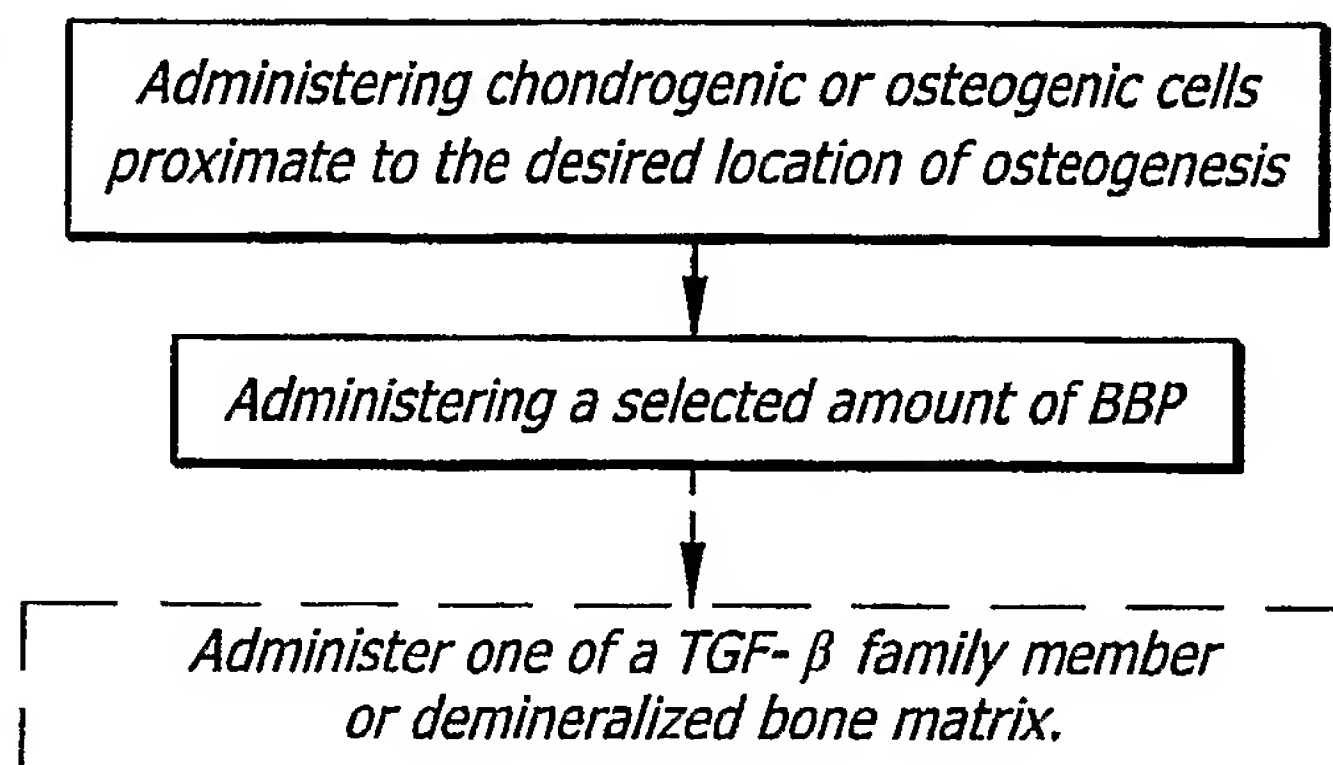 Administering chondrogenic or osteogenic cells
proximate to the desired location of osteogenesis
Administering a selected amount of BBP
Administer one of a TGF- β family member
or demineralized bone matrix.